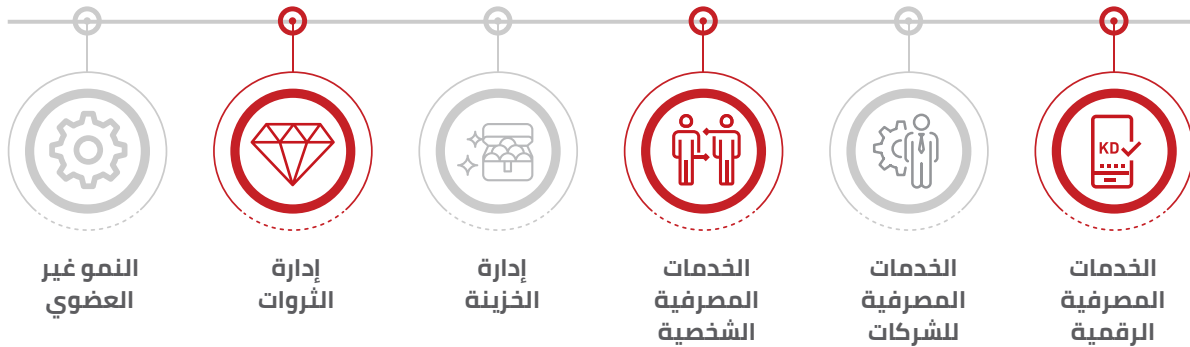 KD
الخدمات
المصرفية
الرقمية
الخدمات
المصرفية
للشركات
الخدمات
المصرفية
الشخصية
إدارة
الخزينة
إدارة
الثروات
النمو غير
العضوي